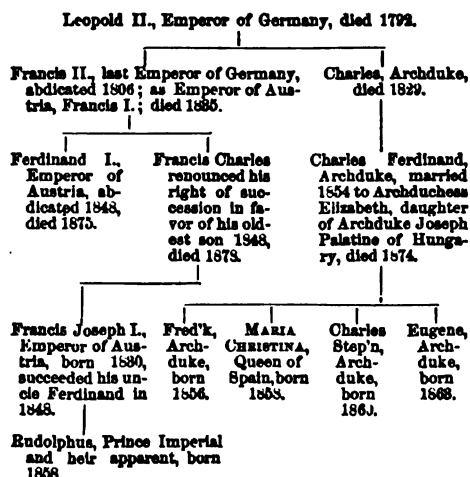 Leopold II., Emperor of Germany, died 1792.
Francis II., last Emperor of Germany,
abdicated 1806; as Emperor of Aus-
tria, Francis I.; died 1835.
Charles, Archduke,
died 1829.
Ferdinand I.,
Emperor of
Austria, ab-
dicated 1848,
died 1875.
Francis Charles
renounced his
right of suc-
cession in fa-
vor of his old-
est son 1848,
died 1878.
Charles Ferdinand,
Archduke, married
1854 to Archduchess
Elizabeth, daughter
of Archduke Joseph
Palatine of Hunga-
ry, died 1874.
Francis Joseph I.,
Emperor of Aus-
tria, born 1830,
succeeded his un-
cle Ferdinand in
1848.
Fred'k,
Arch-
duke,
born
1856.
MARIA
CHRISTINA,
Queen of
Spain, born
1858.
Charles
Step'n,
Arch-
duke,
born
1860.
Eugene,
Arch-
duke,
born
1863.
Rudolphus, Prince Imperial
and heir apparent, born
1858